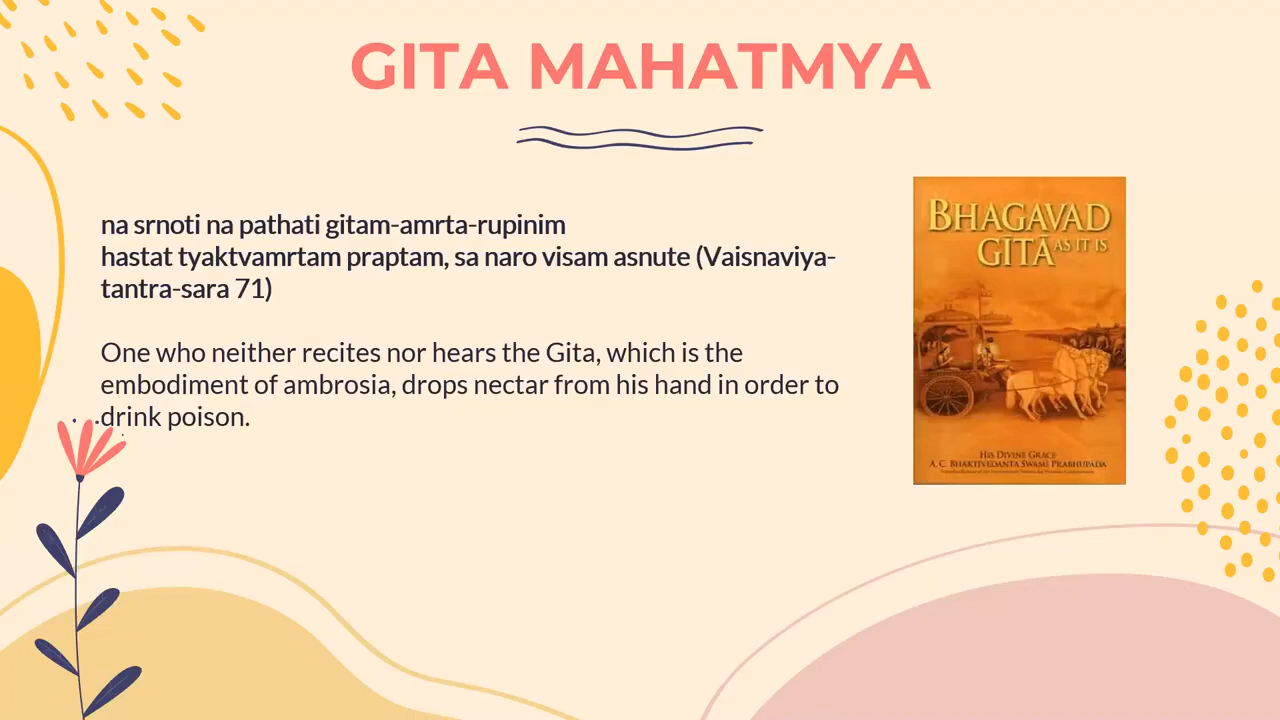 GITA MAHATMYA
na srnoti na pathati gitam-amrta-rupinim
hastat tyaktvamrtam praptam, sa naro visam asnute (Vaisnaviya-
tantra-sara 71)
One who neither recites nor hears the Gita, which is the
embodiment of ambrosia, drops nectar from his hand in order to
drink poison.
BHAGAVAD
GĪTĀ AS IT IS
HIS DIVINE GRACE
A. C. BHAKTIVEDANTA SWAMI PRABHUPADA